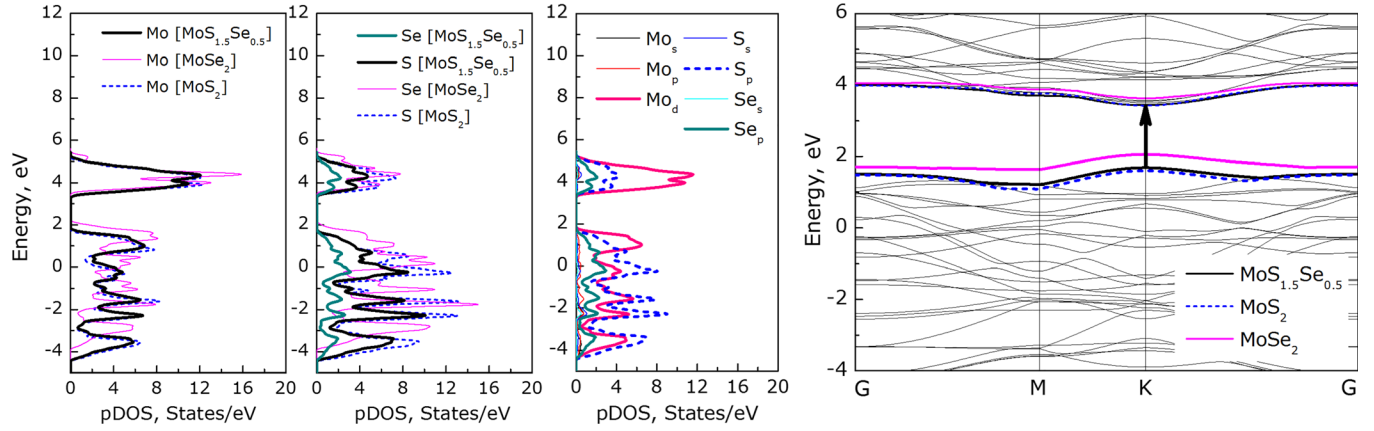 12
10
8
6
4
2
0
-2
-4
Energy, eV
Mo [MoS1.5Se0.5]
Mo [MoSe2]
Mo [MoS2]
0 4 8 12 16 20
pDOS, States/eV
12
10
8
6
4
2
0
-2
-4
Se [MoS1.5Se0.5]
S [MoS1.5Se0.5]
Se [MoSe2]
S [MoS2]
0 4 8 12 16 20
pDOS, States/eV
12
10
8
6
4
2
0
-2
-4
Mos Ss
Mop Sp
Mod Ses
Sep
0 4 8 12 16 20
pDOS, States/eV
6
4
2
0
-2
-4
Energy, eV
MoS1.5Se0.5
MoS2
MoSe2
G M K G